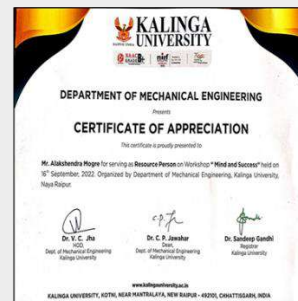 KALINGA
UNIVERSITY
DEPARTMENT OF MECHANICAL ENGINEERING
Presents
CERTIFICATE OF APPRECIATION
This certificate is proudly presented to
Mr. Alakshendra Mogre for serving as Resource Person on Workshop "Mind and Success" held on
16th September, 2022. Organized by Department of Mechanical Engineering, Kalinga University,
Naya Raipur.
Dr. V. C. Jha
HOD,
Dept. of Mechanical Engineering
Kalinga University
Dr. C. P. Jawahar
Dean,
Dept. of Mechanical Engineering
Kalinga University
Dr. Sandeep Gandhi
Registrar
Kalinga University
www.kalingauniversity.ac.in
KALINGA UNIVERSITY, KOTNI, NEAR MANTRALAYA, NEW RAIPUR - 492101, CHHATTISGARH, INDIA